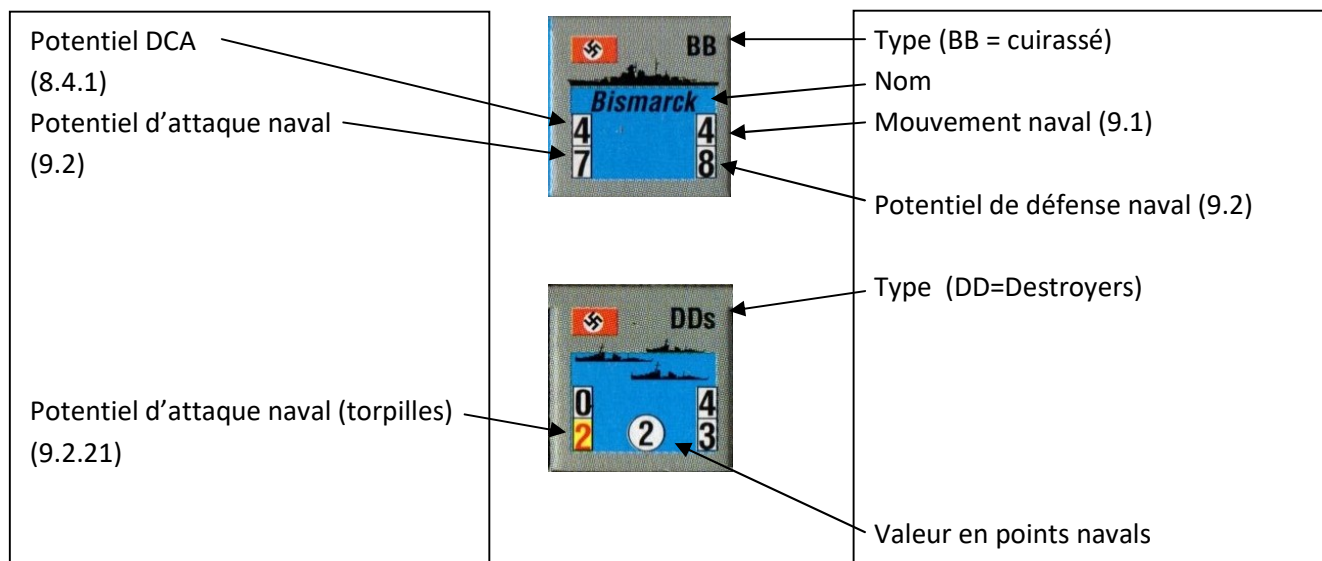 Potentiel DCA
(8.4.1)
Potentiel d'attaque naval
(9.2)
Potentiel d'attaque naval (torpilles)
(9.2.21)
BB
Bismarck
4 4
7 8
DDs
0 4
2 2 3
Type (BB = cuirassé)
Nom
Mouvement naval (9.1)
Potentiel de défense naval (9.2)
Type (DD=Destroyers)
Valeur en points navals